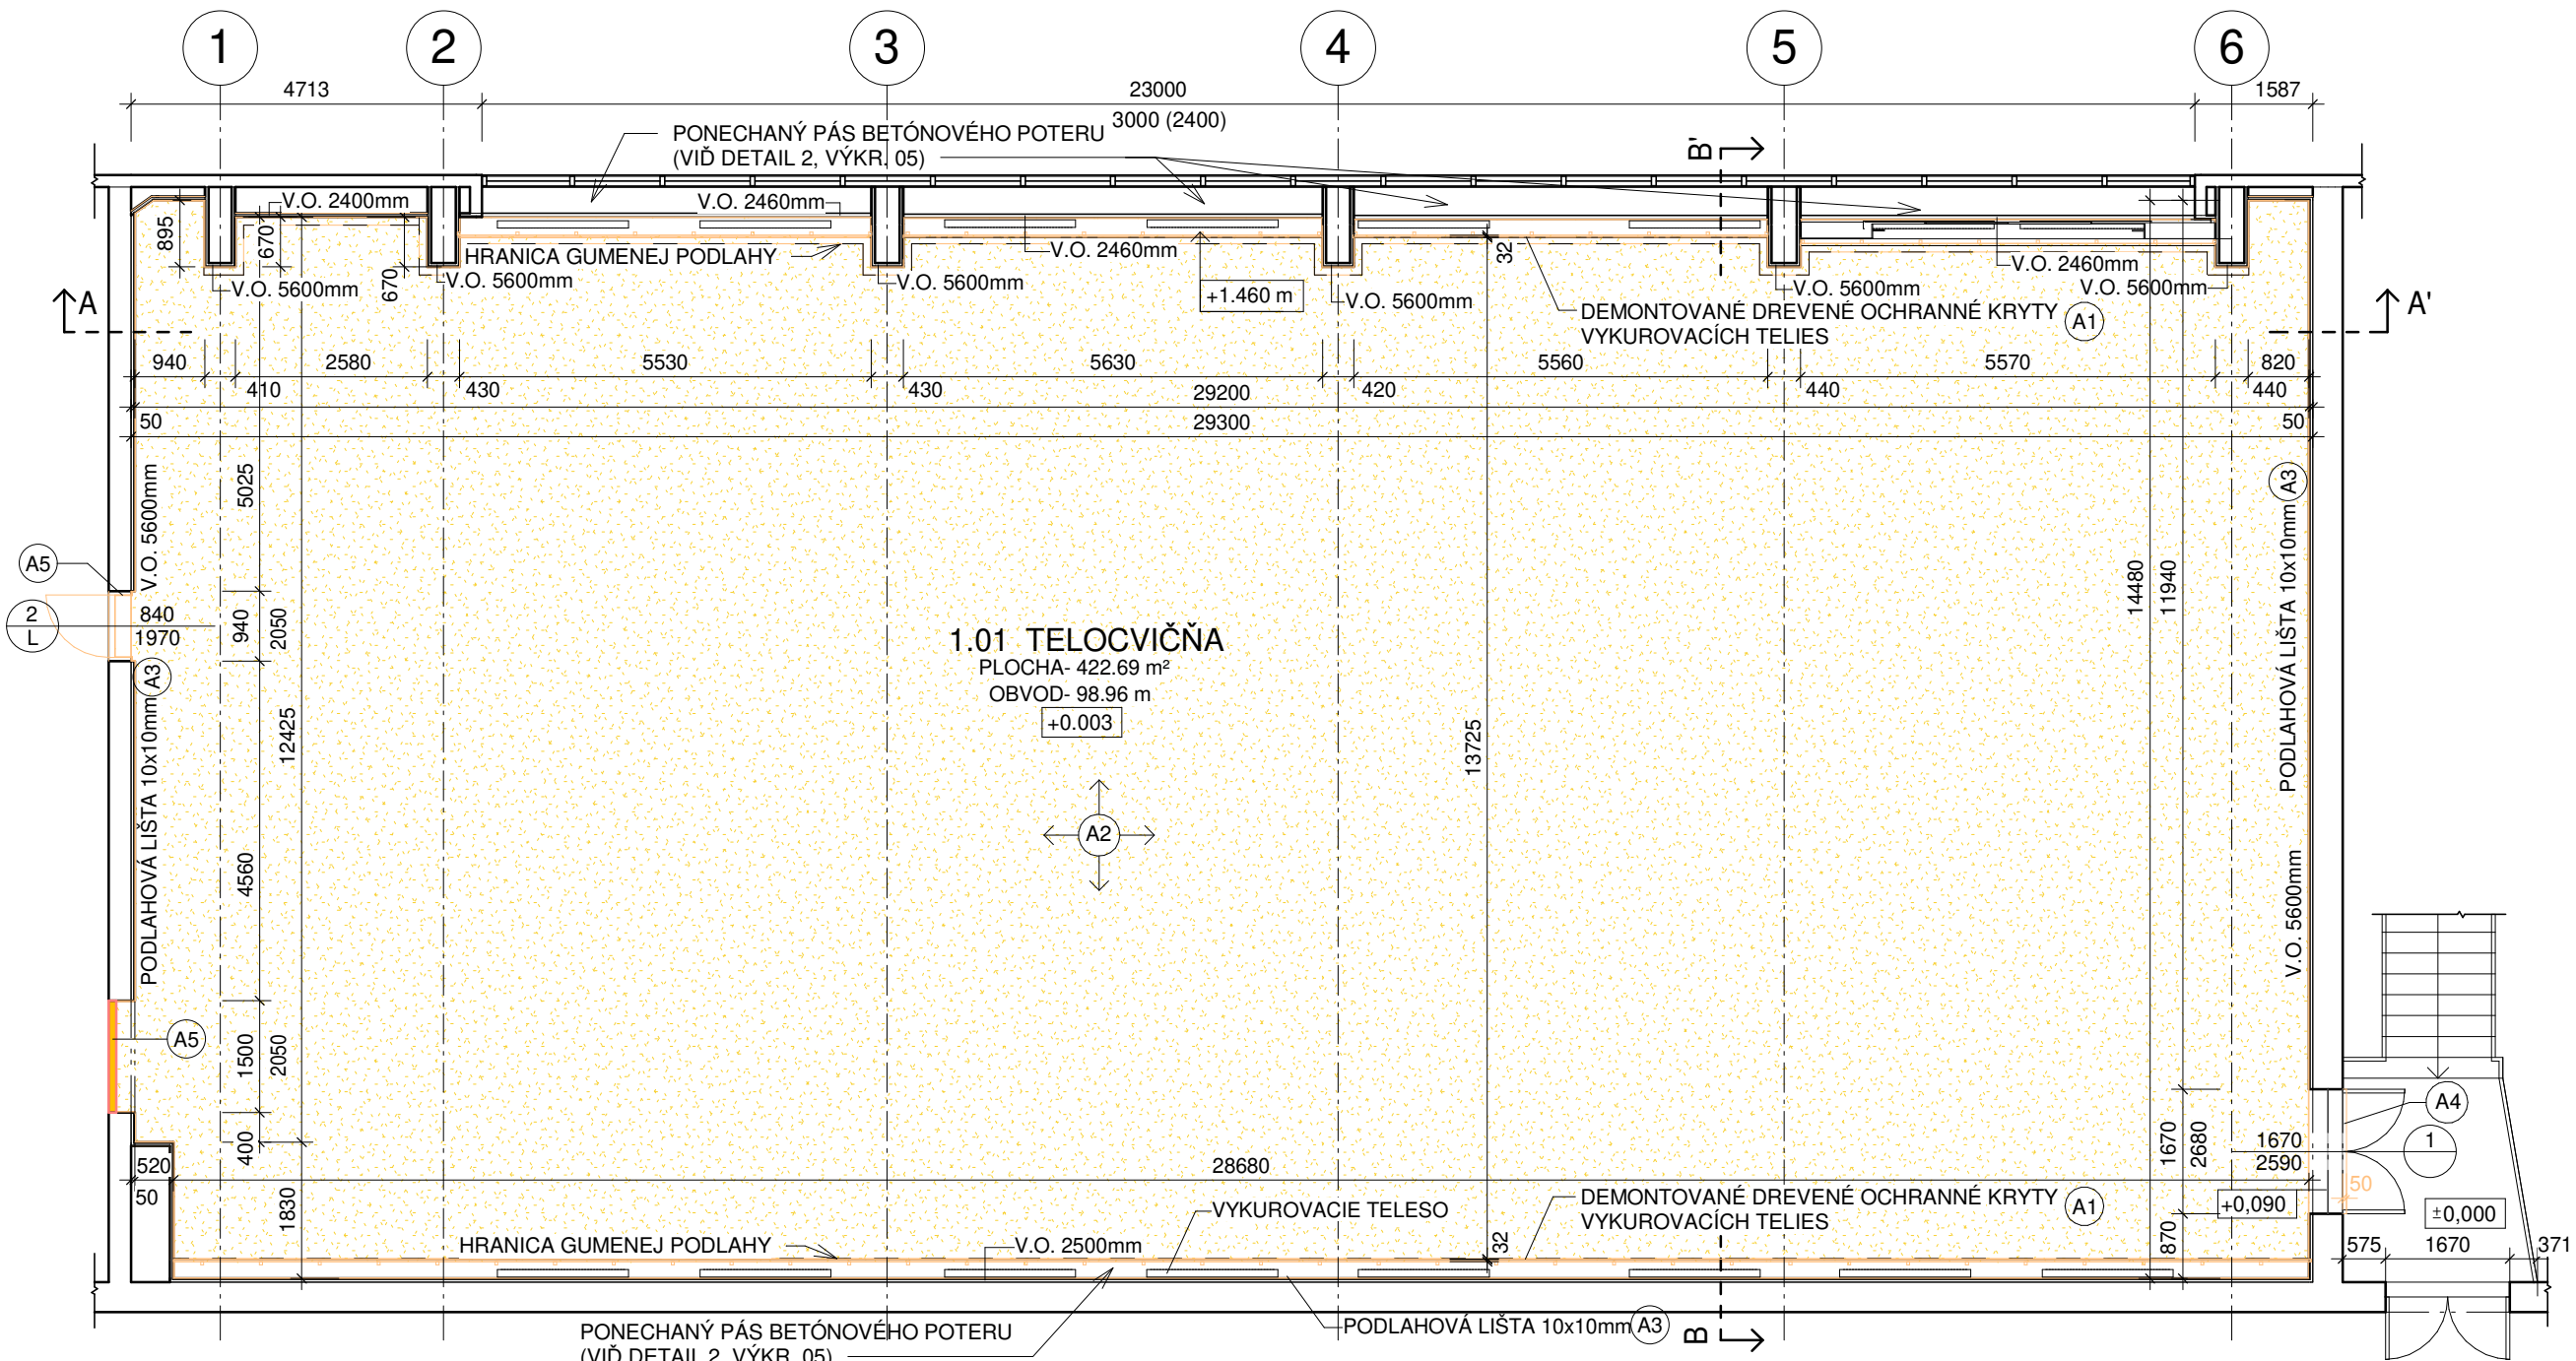 1
2
3
4
5
6
4713
23000
1587
3000 (2400)
PONECHANÝ PÁS BETÓNOVÉHO POTERU
(VIĎ DETAIL 2, VÝKR. 05)
B'
V.O. 2400mm
V.O. 2460mm
895
670
670
HRANICA GUMENEJ PODLAHY
V.O. 2460mm
32
V.O. 2460mm
V.O. 5600mm
V.O. 5600mm
V.O. 5600mm
+1.460 m
V.O. 5600mm
V.O. 5600mm
V.O. 5600mm
A
A'
DEMONTOVANÉ DREVENÉ OCHRANNÉ KRYTY
VYKUROVACÍCH TELIES
A1
940
2580
5530
5630
5560
5570
820
410
430
430
29200
420
440
440
50
29300
50
V.O. 5600mm
5025
A3
PODLAHOVÁ LIŠTA 10x10mm
A5
2
L
840
1970
940
2050
14480
11940
1.01 TELOCVIČŇA
PLOCHA- 422.69 m²
OBVOD- 98.96 m
+0.003
A3
PODLAHOVÁ LIŠTA 10x10mm
12425
13725
A2
4560
V.O. 5600mm
A5
1500
2050
A4
400
1670
2680
1670
2590
1
520
50
28680
1830
50
VYKUROVACIE TELESO
DEMONTOVANÉ DREVENÉ OCHRANNÉ KRYTY
VYKUROVACÍCH TELIES
A1
+0,090
±0,000
HRANICA GUMENEJ PODLAHY
V.O. 2500mm
32
870
575
1670
371
PONECHANÝ PÁS BETÓNOVÉHO POTERU
(VIĎ DETAIL 2, VÝKR. 05)
PODLAHOVÁ LIŠTA 10x10mm
A3
B